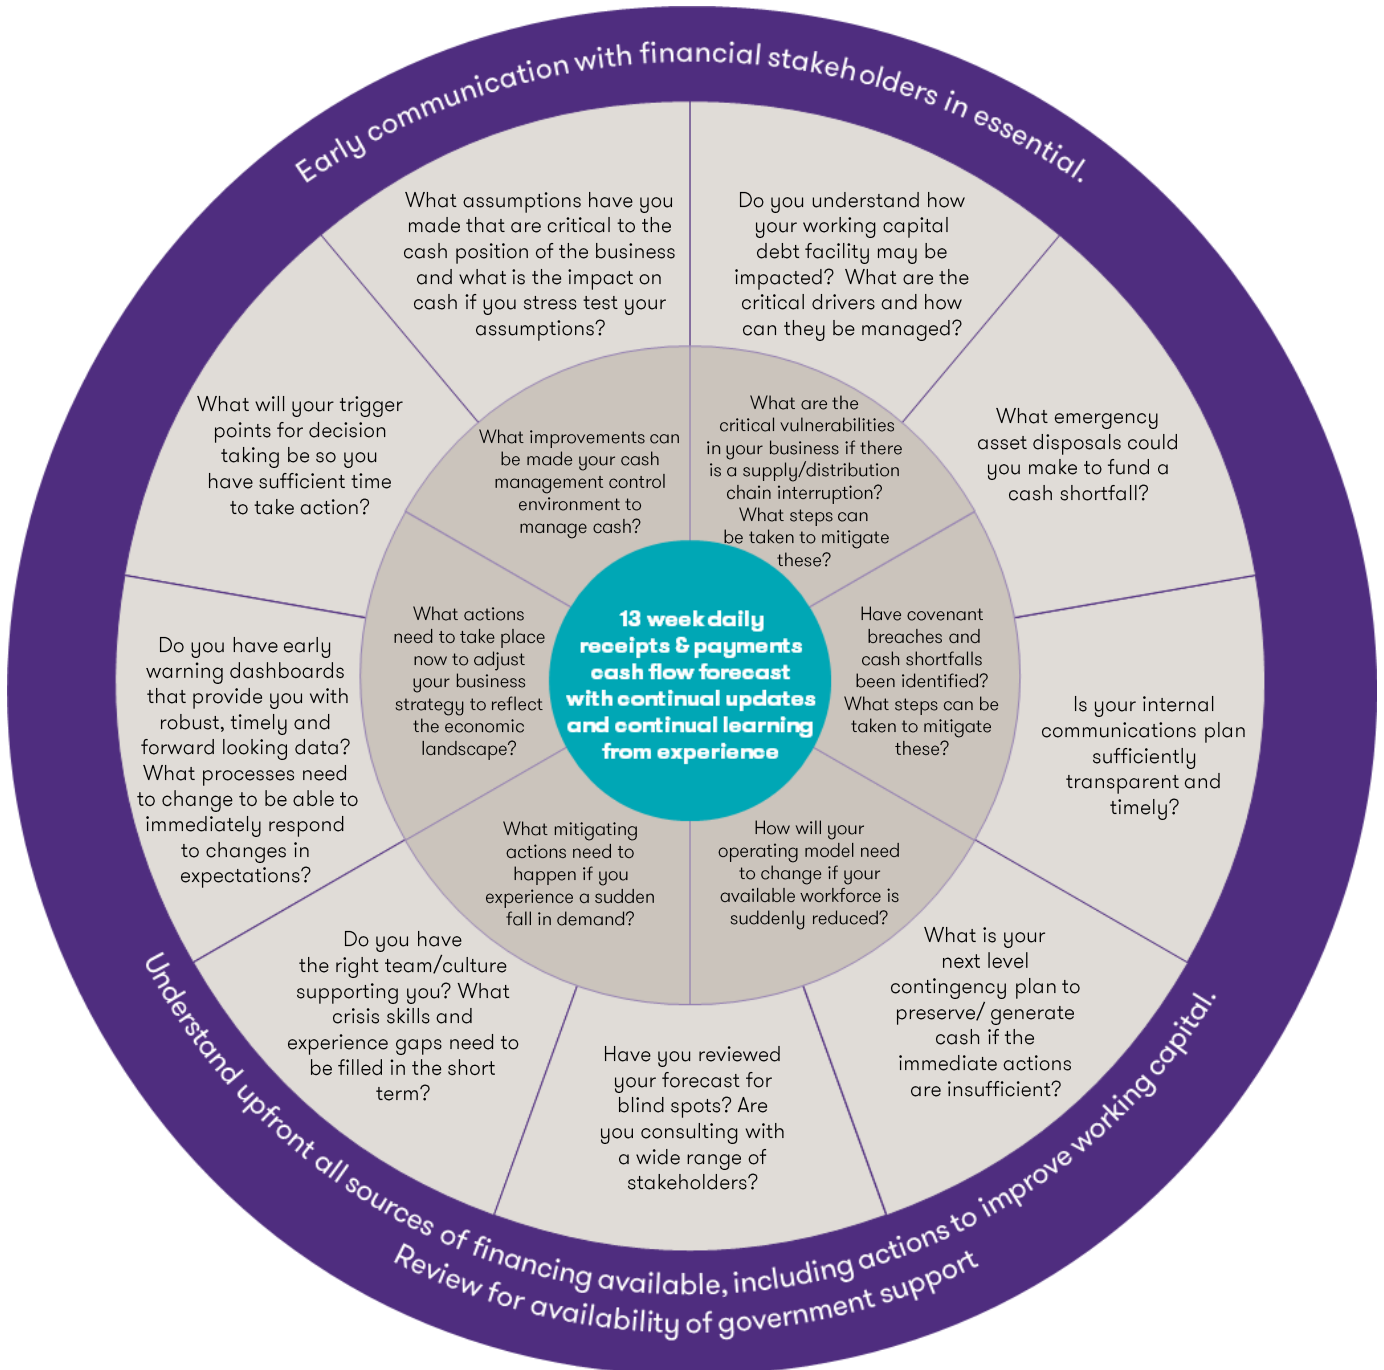 Early communication with financial stakeholders in essential.
What assumptions have you
made that are critical to the
cash position of the business
and what is the impact on
cash if you stress test your
assumptions?
Do you understand how
your working capital
debt facility may be
impacted?  What are the
critical drivers and how
can they be managed?
What emergency
asset disposals could
you make to fund a
cash shortfall?
Is your internal
communications plan
sufficiently
transparent and
timely?
What is your
next level
contingency plan to
preserve/ generate
cash if the
immediate actions
are insufficient?
Have you reviewed
your forecast for
blind spots? Are
you consulting with
a wide range of
stakeholders?
Do you have
the right team/culture
supporting you? What
crisis skills and
experience gaps need to
be filled in the short
term?
Do you have early
warning dashboards
that provide you with
robust, timely and
forward looking data?
What processes need
to change to be able to
immediately respond
to changes in
expectations?
What will your trigger
points for decision
taking be so you
have sufficient time
to take action?
What improvements can
be made your cash
management control
environment to
manage cash?
What are the
critical vulnerabilities
in your business if there
is a supply/distribution
chain interruption?
What steps can
be taken to mitigate
these?
Have covenant
breaches and
cash shortfalls
been identified?
What steps can be
taken to mitigate
these?
How will your
operating model need
to change if your
available workforce is
suddenly reduced?
What mitigating
actions need to
happen if you
experience a sudden
fall in demand?
What actions
need to take place
now to adjust
your business
strategy to reflect
the economic
landscape?
13 week daily
receipts & payments
cash flow forecast
with continual updates
and continual learning
from experience
Understand upfront all sources of financing available, including actions to improve working capital.
Review for availability of government support